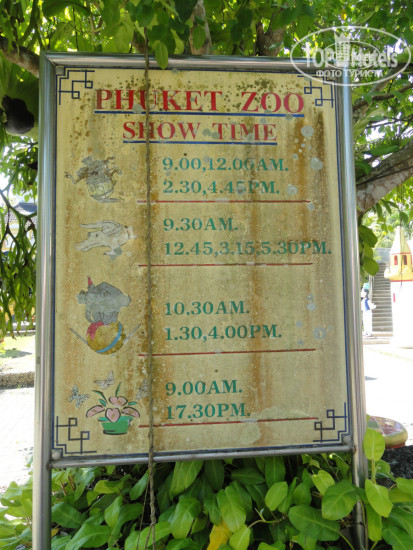 TopHotels
фото туриста
PHUKET ZOO
SHOW TIME
9.00,12.00AM.
2.30,4.45PM.
9.30AM.
12.45,3.15,5.30PM.
10.30AM.
1.30,4.00PM.
9.00AM.
17.30PM.